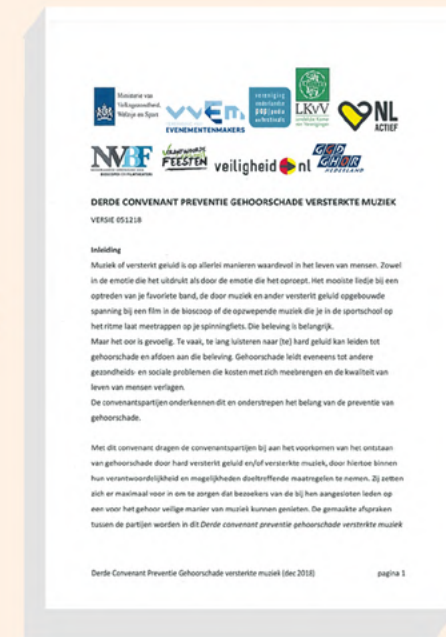 Ministerie van
Volksgezondheid,
Welzijn en Sport
VVEM
EVENEMENTENMAKERS
vereniging
nederlandse
poppodia
en festivals
LKvV
NL
ACTIEF
NVBF
FEESTEN
veiligheid nl
GGD
GHOR
NEDERLAND
DERDE CONVENANT PREVENTIE GEHOORSCHADE VERSTERKTE MUZIEK
VERSIE 051218
Inleiding
Muziek of versterkt geluid is op allerlei manieren waardevol in het leven van mensen. Zowel
in de emotie die het uitdrukt als door de emotie die het oproept. Het mooiste liedje bij een
optreden van je favoriete band, de door muziek en ander versterkt geluid opgebouwde
spanning bij een film in de bioscoop of de opzwepende muziek die je in de sportschool op
het ritme laat meetrappen op je spinningfiets. Die beleving is belangrijk.
Maar het oor is gevoelig. Te vaak, te lang luisteren naar (te) hard geluid kan leiden tot
gehoorschade en afdoen aan die beleving. Gehoorschade leidt eveneens tot andere
gezondheids- en sociale problemen die kosten met zich meebrengen en de kwaliteit van
leven van mensen verlagen.
De convenantspartijen onderkennen dit en onderstrepen het belang van de preventie van
gehoorschade.
Met dit convenant dragen de convenantspartijen bij aan het voorkomen van het ontstaan
van gehoorschade door hard versterkt geluid en/of versterkte muziek, door hiertoe binnen
hun verantwoordelijkheid en mogelijkheden doeltreffende maatregelen te nemen. Zij zetten
zich er maximaal voor in om te zorgen dat bezoekers van de bij hen aangesloten leden op
een voor het gehoor veilige manier van muziek kunnen genieten. De gemaakte afspraken
tussen de partijen worden in dit Derde convenant preventie gehoorschade versterkte muziek
Derde Convenant Preventie Gehoorschade versterkte muziek (dec 2018) pagina 1